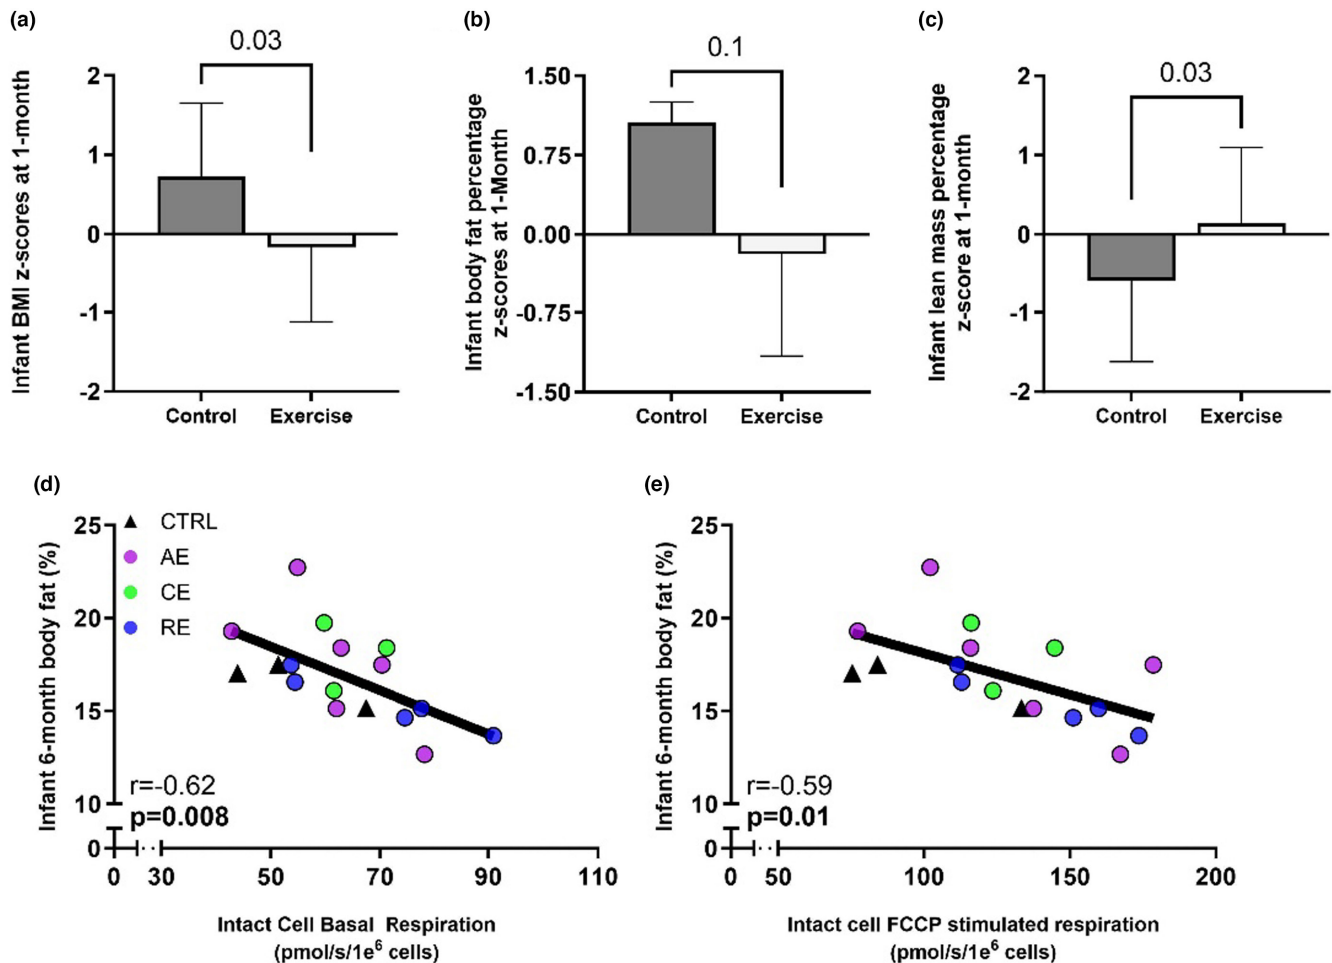 (a)
0.03
Infant BMI z-scores at 1-month
2
1
0
-1
-2
Control Exercise
(b)
0.1
Infant body fat percentage
z-scores at 1-Month
1.50
0.75
0.00
-0.75
-1.50
Control Exercise
(c)
0.03
Infant lean mass percentage
z-score at 1-month
2
1
0
-1
-2
Control Exercise
(d)
Infant 6-month body fat (%)
25
20
15
10
0
CTRL
AE
CE
RE
r=-0.62
p=0.008
0 30 50 70 90 110
Intact Cell Basal Respiration
(pmol/s/1e⁶ cells)
(e)
Infant 6-month body fat (%)
25
20
15
10
0
r=-0.59
p=0.01
0 50 100 150 200
Intact cell FCCP stimulated respiration
(pmol/s/1e⁶ cells)